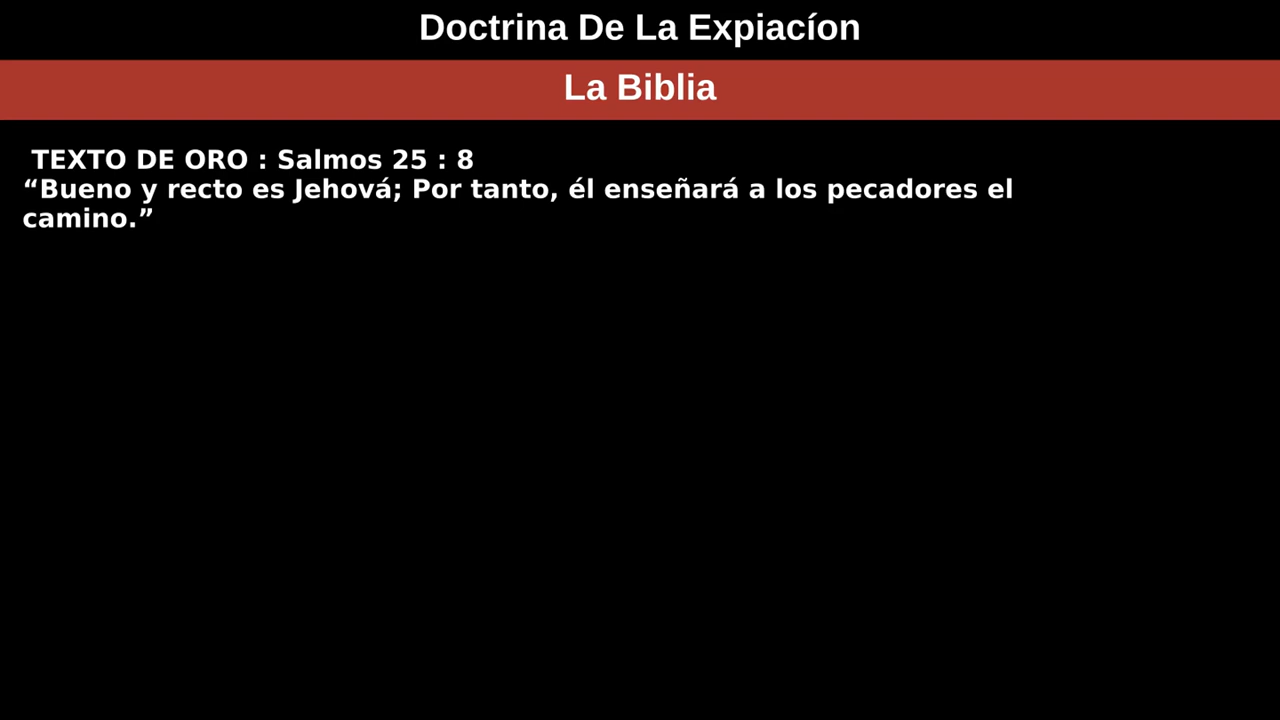 Doctrina De La Expiacíon
La Biblia
TEXTO DE ORO : Salmos 25 : 8
“Bueno y recto es Jehová; Por tanto, él enseñará a los pecadores el
camino.”